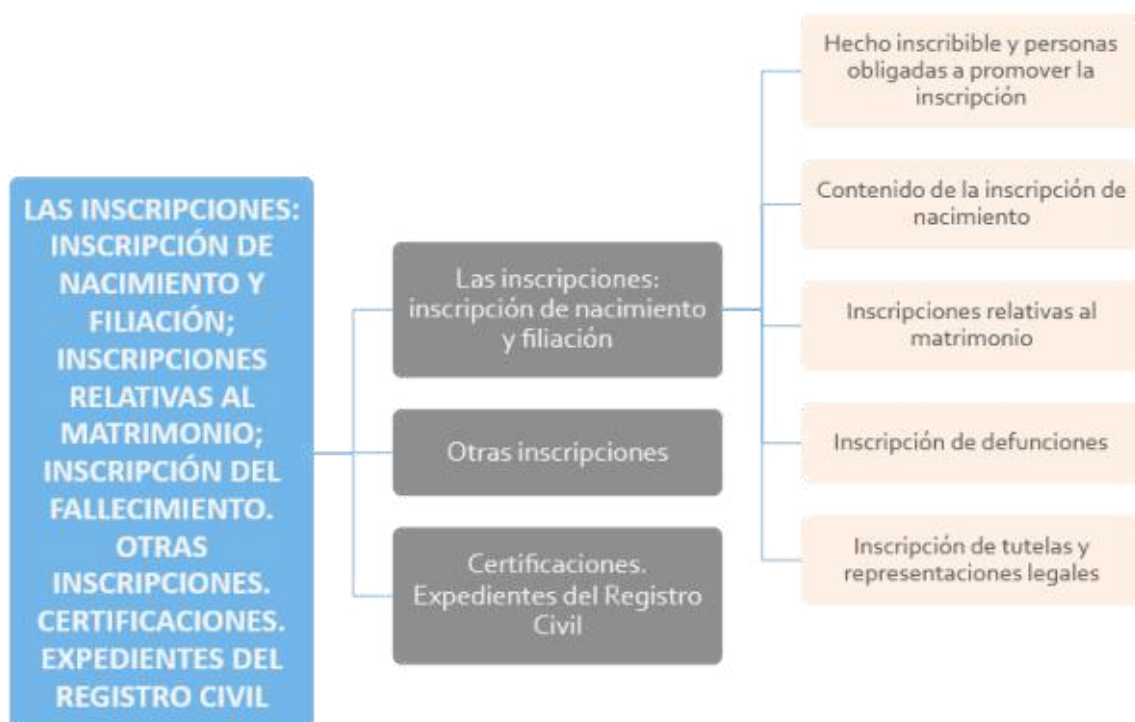 LAS INSCRIPCIONES:
INSCRIPCIÓN DE
NACIMIENTO Y
FILIACIÓN;
INSCRIPCIONES
RELATIVAS AL
MATRIMONIO;
INSCRIPCIÓN DEL
FALLECIMIENTO.
OTRAS
INSCRIPCIONES.
CERTIFICACIONES.
EXPEDIENTES DEL
REGISTRO CIVIL
Las inscripciones:
inscripción de nacimiento
y filiación
Otras inscripciones
Certificaciones.
Expedientes del Registro
Civil
Hecho inscribible y personas
obligadas a promover la
inscripción
Contenido de la inscripción de
nacimiento
Inscripciones relativas al
matrimonio
Inscripción de defunciones
Inscripción de tutelas y
representaciones legales